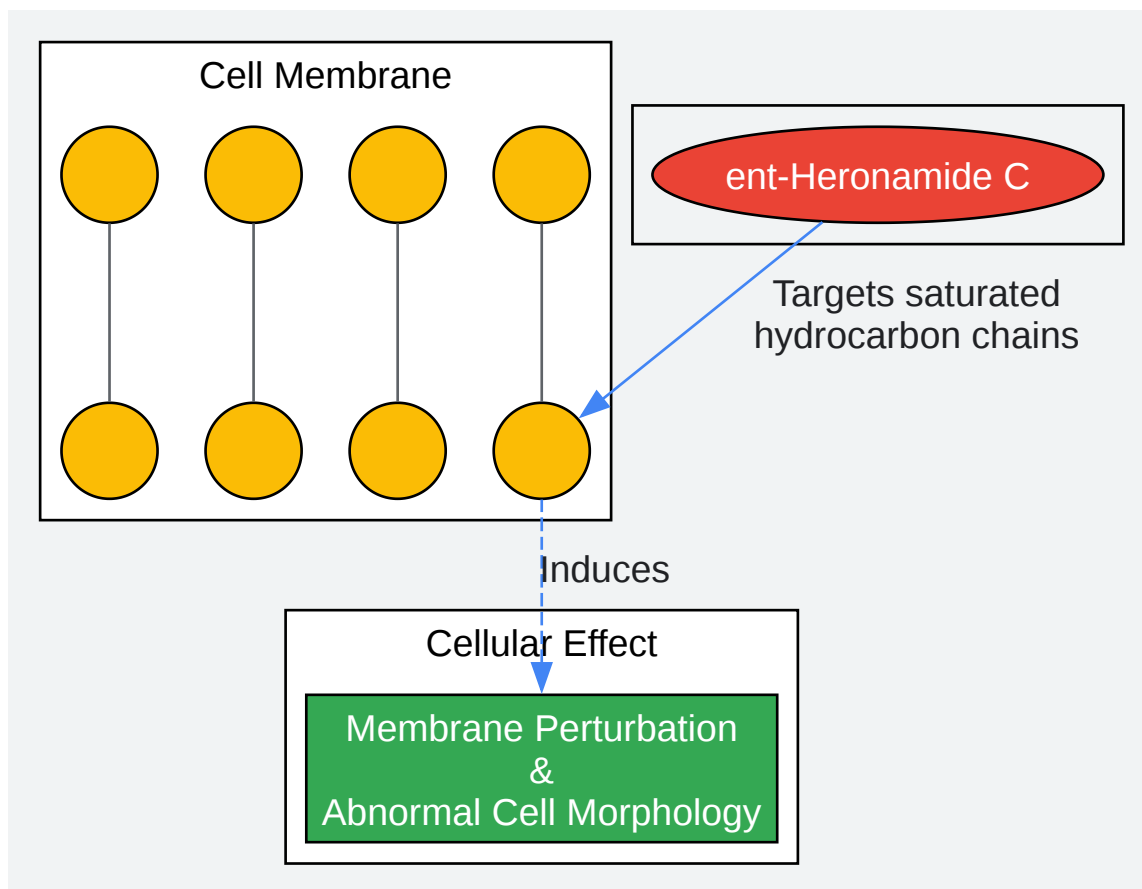 Cell Membrane
ent-Heronamide C
Targets saturated
hydrocarbon chains
Induces
Cellular Effect
Membrane Perturbation
&
Abnormal Cell Morphology